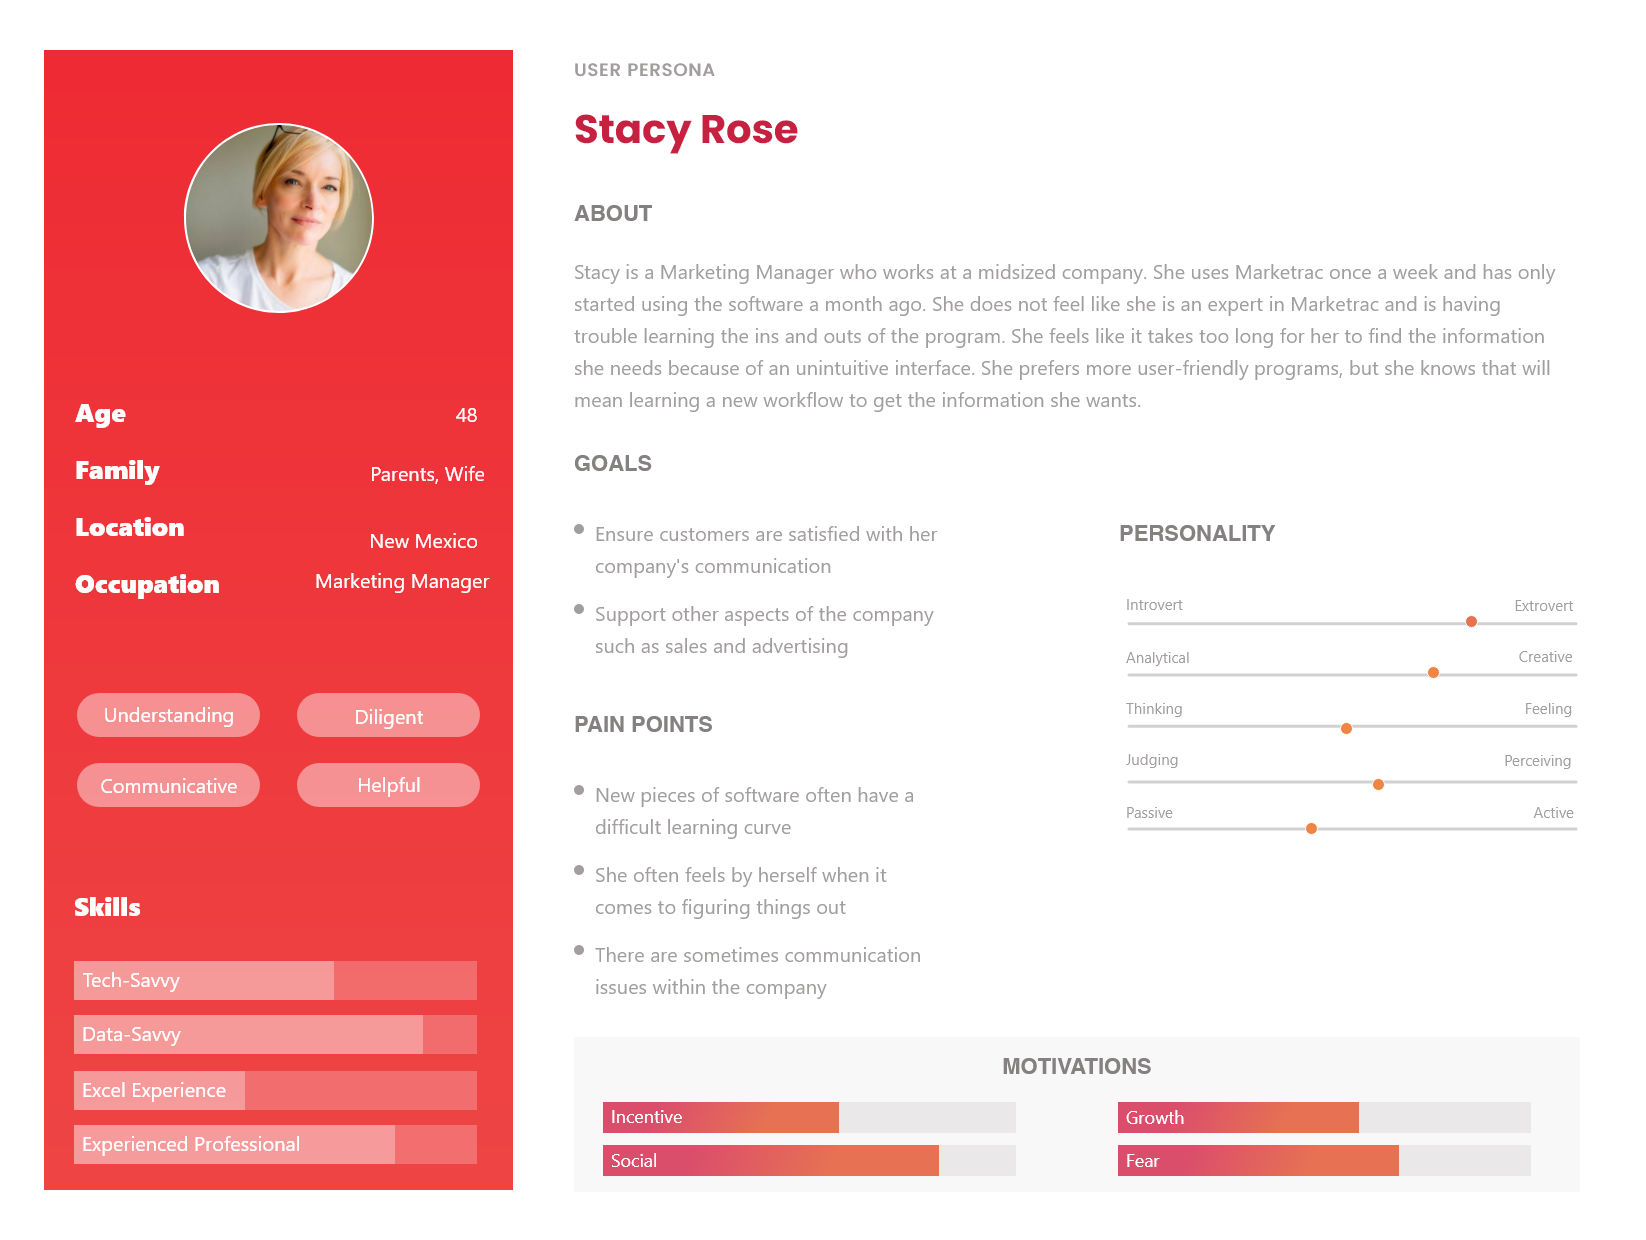 Age
48
Family
Parents, Wife
Location
New Mexico
Occupation
Marketing Manager
Understanding
Diligent
Communicative
Helpful
Skills
Tech-Savvy
Data-Savvy
Excel Experience
Experienced Professional
USER PERSONA
Stacy Rose
ABOUT
Stacy is a Marketing Manager who works at a midsized company. She uses Marketrac once a week and has only
started using the software a month ago. She does not feel like she is an expert in Marketrac and is having
trouble learning the ins and outs of the program. She feels like it takes too long for her to find the information
she needs because of an unintuitive interface. She prefers more user-friendly programs, but she knows that will
mean learning a new workflow to get the information she wants.
GOALS
Ensure customers are satisfied with her
company's communication
Support other aspects of the company
such as sales and advertising
PAIN POINTS
New pieces of software often have a
difficult learning curve
She often feels by herself when it
comes to figuring things out
There are sometimes communication
issues within the company
PERSONALITY
Introvert
Extrovert
Analytical
Creative
Thinking
Feeling
Judging
Perceiving
Passive
Active
MOTIVATIONS
Incentive
Growth
Social
Fear